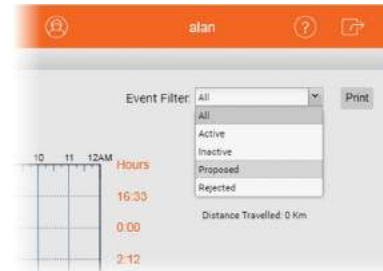 alan
Event Filter: All Print
All
Active
Inactive
Proposed
Rejected
10 11 12AM Hours
16:33
0:00
2:12
Distance Travelled: 0 Km